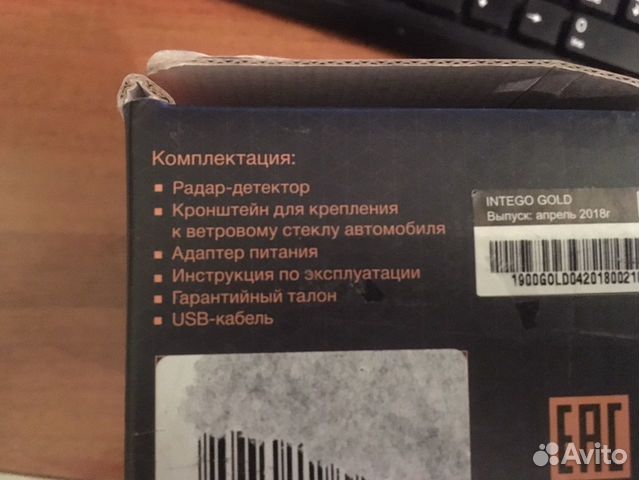 Комплектация:
▪ Радар-детектор
▪ Кронштейн для крепления
к ветровому стеклу автомобиля
▪ Адаптер питания
▪ Инструкция по эксплуатации
▪ Гарантийный талон
▪ USB-кабель
INTEGO GOLD
Выпуск: апрель 2018г
1900GOLD0420180021
EAC
Avito